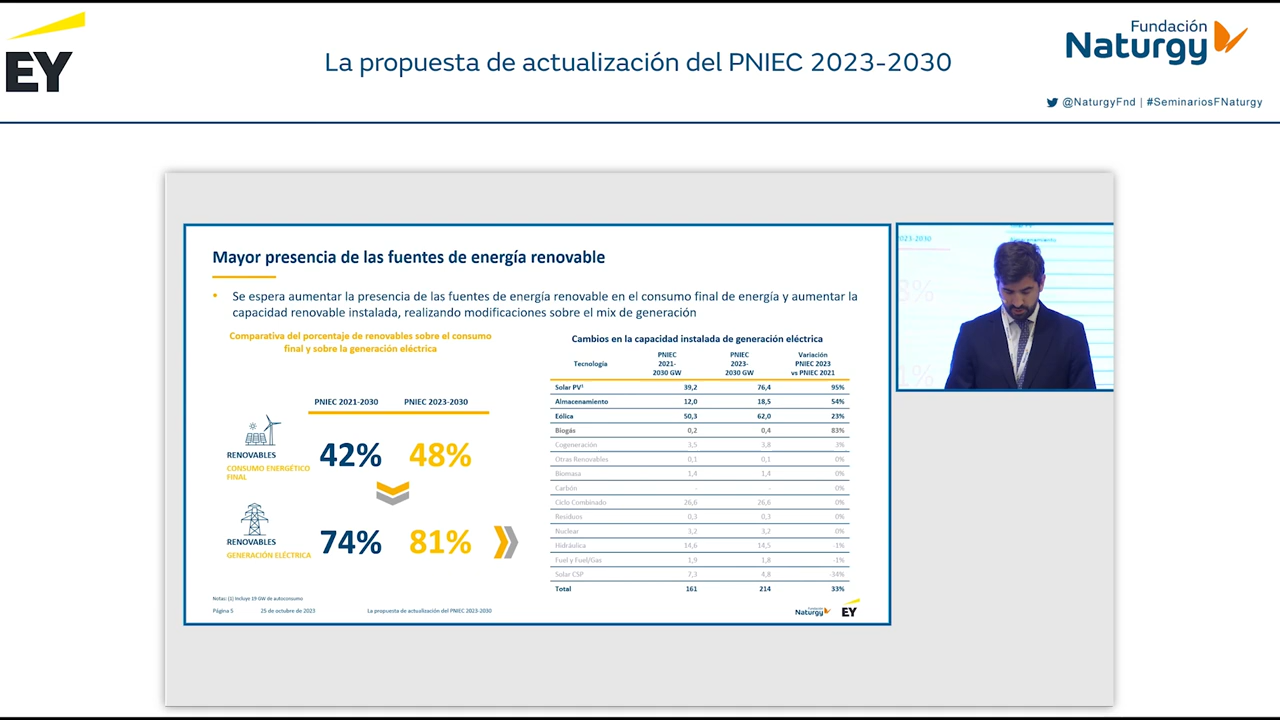 EY
La propuesta de actualización del PNIEC 2023-2030
Fundación
Naturgy
@NaturgyFnd | #SeminariosFNaturgy
Mayor presencia de las fuentes de energía renovable
• Se espera aumentar la presencia de las fuentes de energía renovable en el consumo final de energía y aumentar la
capacidad renovable instalada, realizando modificaciones sobre el mix de generación
Comparativa del porcentaje de renovables sobre el consumo
final y sobre la generación eléctrica
PNIEC 2021-2030 PNIEC 2023-2030
RENOVABLES
CONSUMO ENERGÉTICO
FINAL
42% 48%
RENOVABLES
GENERACIÓN ELÉCTRICA
74% 81%
Cambios en la capacidad instalada de generación eléctrica
Tecnología
PNIEC
2021-
2030 GW
PNIEC
2023-
2030 GW
Variación
PNIEC 2023
vs PNIEC 2021
Solar PV¹ 39,2 76,4 95%
Almacenamiento 12,0 18,5 54%
Eólica 50,3 62,0 23%
Biogás 0,2 0,4 83%
Cogeneración 3,5 3,8 7%
Otras Renovables 0,1 0,1 0%
Biomasa 1,4 1,4 0%
Carbón - - 0%
Ciclo Combinado 26,6 26,6 0%
Residuos 0,3 0,3 0%
Nuclear 3,2 3,2 0%
Hidráulica 14,6 14,5 -1%
Fuel y Fuel/Gas 1,9 1,8 -1%
Solar CSP 7,3 4,8 -34%
Total 161 214 33%
Notas: (1) Incluye 19 GW de autoconsumo
Página 5 25 de octubre de 2023 La propuesta de actualización del PNIEC 2023-2030
Fundación
Naturgy
EY
2023-2030